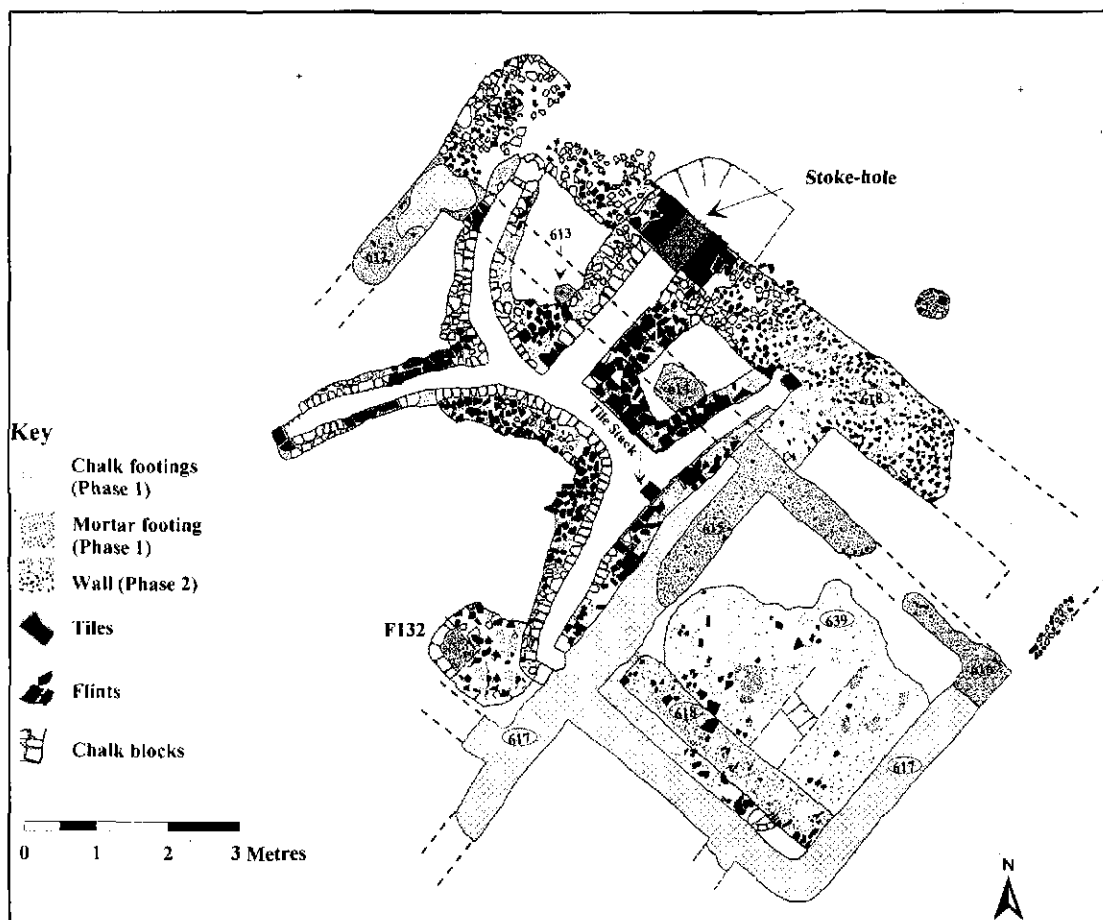 Stoke-hole
613
612
614
618
Tile Stack
615
Key
Chalk footings
(Phase 1)
Mortar footing
(Phase 1)
Wall (Phase 2)
Tiles
Flints
Chalk blocks
F132
639
616
618
617
617
0 1 2 3 Metres
N